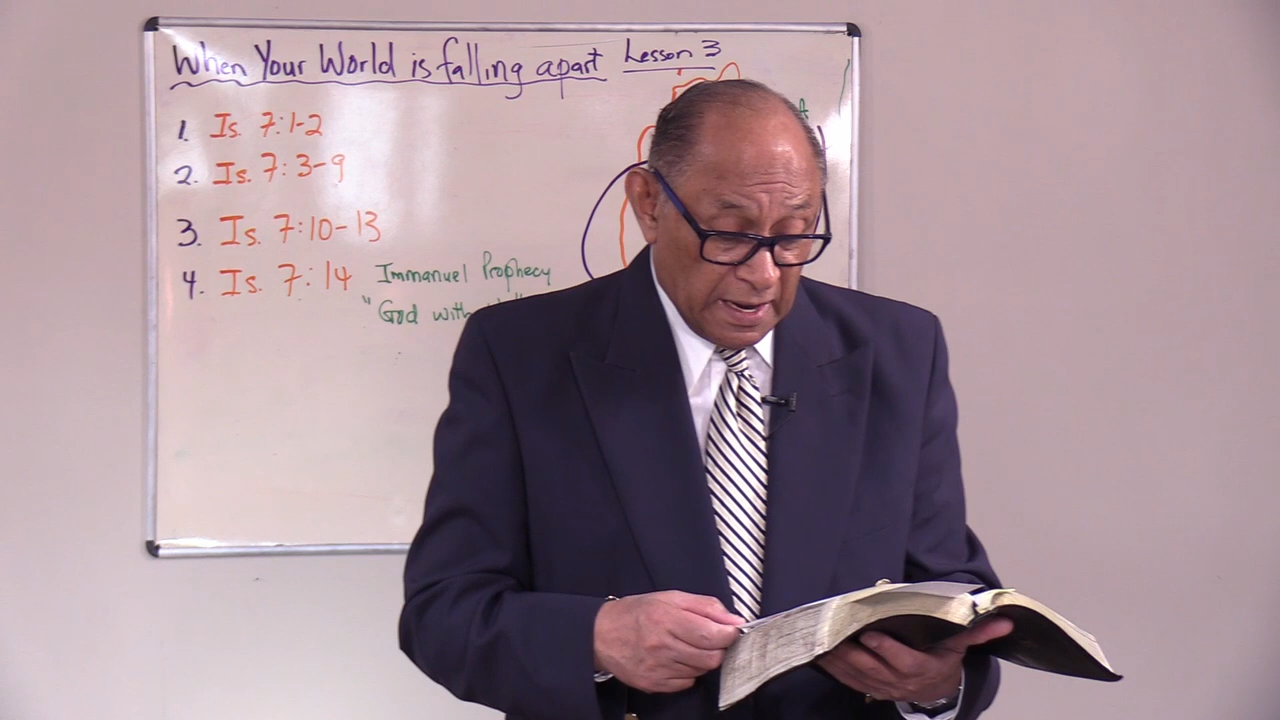 When Your World is falling apart Lesson 3
1. Is. 7:1-2
2. Is. 7:3-9
3. Is. 7:10-13
4. Is. 7:14 Immanuel Prophecy
"God with